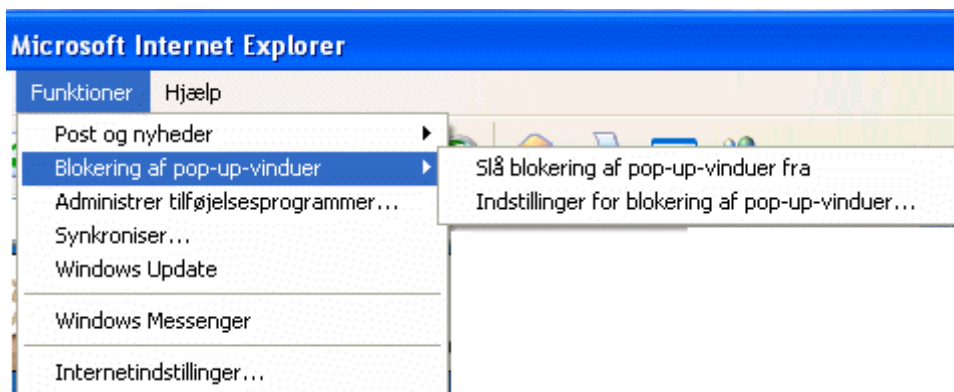 Microsoft Internet Explorer
Funktioner Hjælp
Post og nyheder
Blokering af pop-up-vinduer
Slå blokering af pop-up-vinduer fra
Indstillinger for blokering af pop-up-vinduer...
Administrer tilføjelsesprogrammer...
Synkroniser...
Windows Update
Windows Messenger
Internetindstillinger...